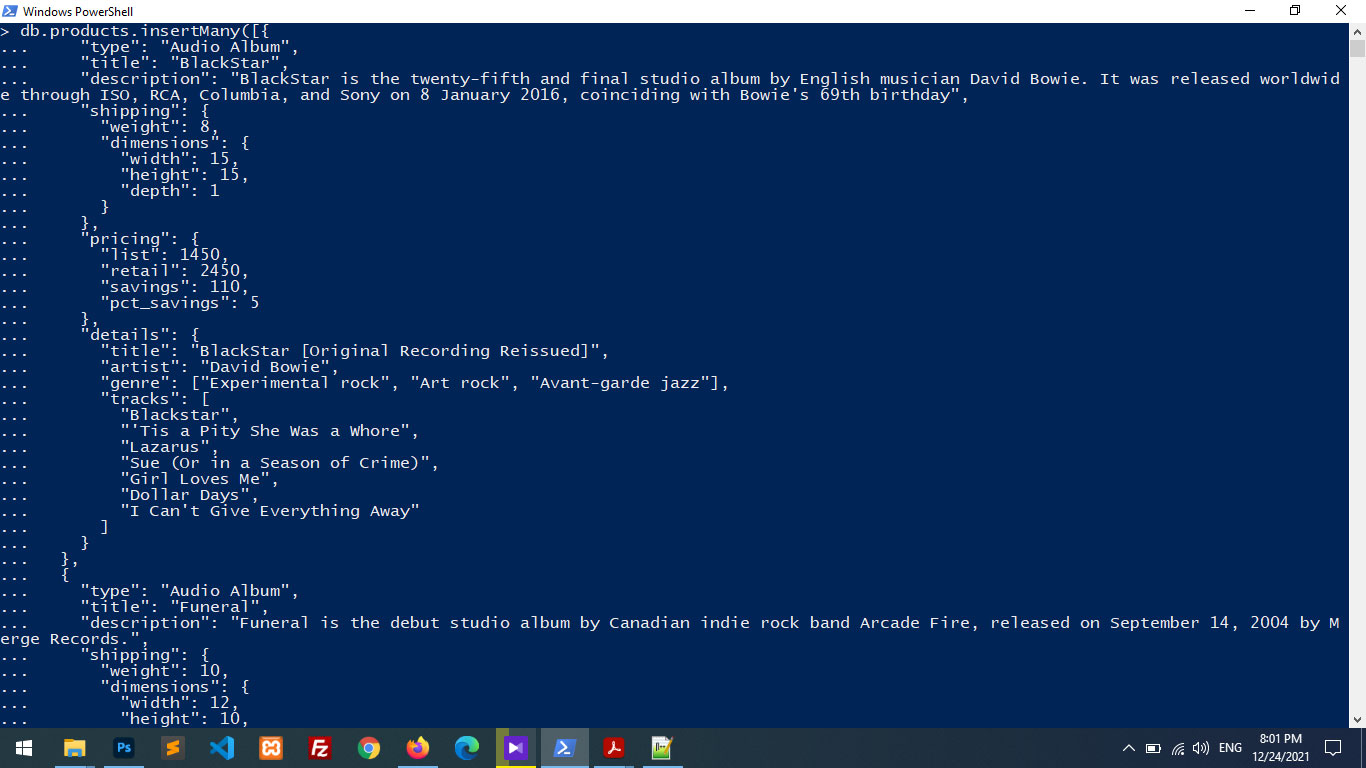 Windows PowerShell
> db.products.insertMany([{
...     "type": "Audio Album",
...     "title": "BlackStar",
...     "description": "BlackStar is the twenty-fifth and final studio album by English musician David Bowie. It was released worldwid
e through ISO, RCA, Columbia, and Sony on 8 January 2016, coinciding with Bowie's 69th birthday",
...     "shipping": {
...       "weight": 8,
...       "dimensions": {
...         "width": 15,
...         "height": 15,
...         "depth": 1
...       }
...     },
...     "pricing": {
...       "list": 1450,
...       "retail": 2450,
...       "savings": 110,
...       "pct_savings": 5
...     },
...     "details": {
...       "title": "BlackStar [Original Recording Reissued]",
...       "artist": "David Bowie",
...       "genre": ["Experimental rock", "Art rock", "Avant-garde jazz"],
...       "tracks": [
...         "Blackstar",
...         "'Tis a Pity She Was a Whore",
...         "Lazarus",
...         "Sue (Or in a Season of Crime)",
...         "Girl Loves Me",
...         "Dollar Days",
...         "I Can't Give Everything Away"
...       ]
...     }
...   },
...   {
...     "type": "Audio Album",
...     "title": "Funeral",
...     "description": "Funeral is the debut studio album by Canadian indie rock band Arcade Fire, released on September 14, 2004 by M
erge Records.",
...     "shipping": {
...       "weight": 10,
...       "dimensions": {
...         "width": 12,
...         "height": 10,
Ps
Fz
ENG
8:01 PM
12/24/2021